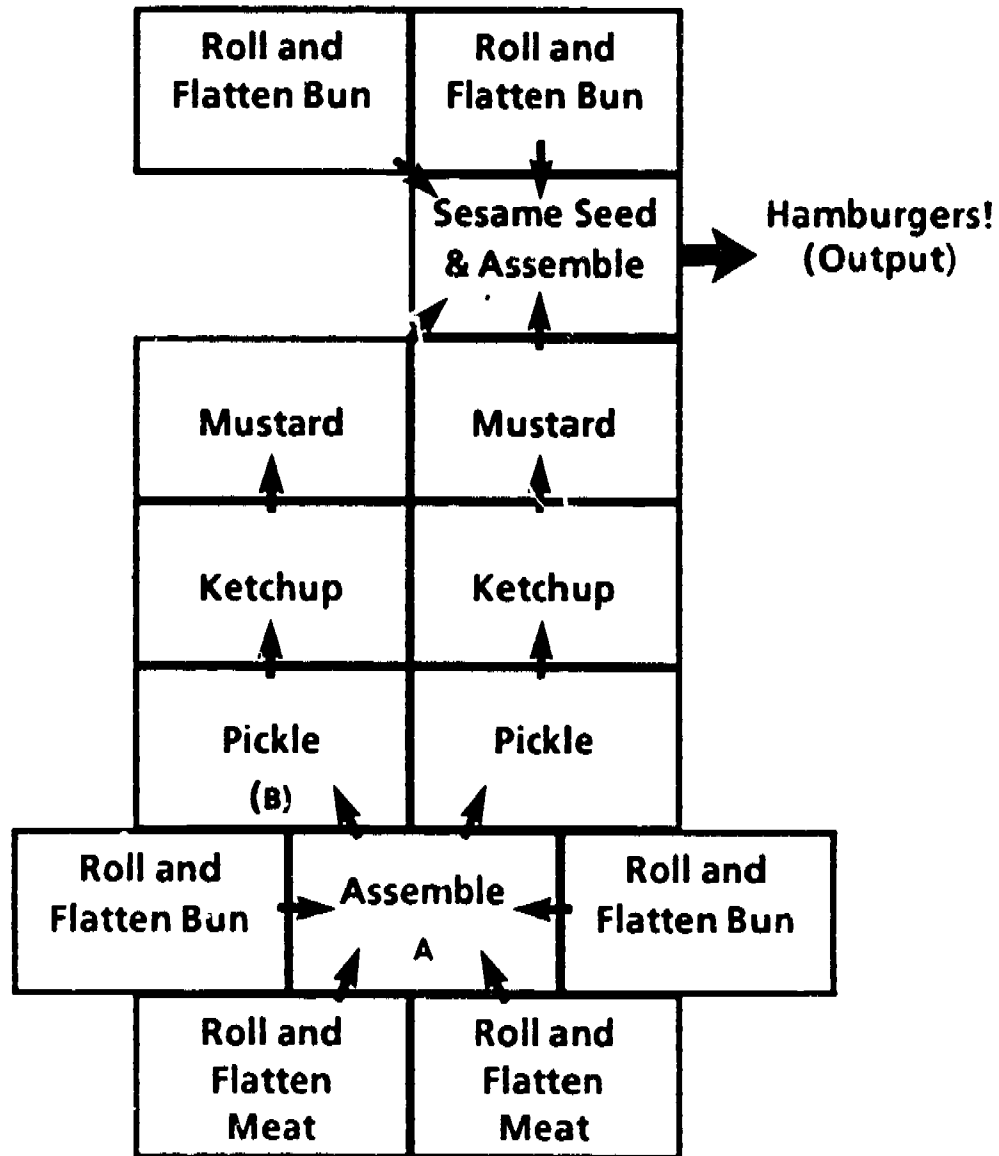 Roll and
Flatten Bun
Roll and
Flatten Bun
Sesame Seed
& Assemble
Hamburgers!
(Output)
Mustard
Mustard
Ketchup
Ketchup
Pickle
(B)
Pickle
Roll and
Flatten Bun
Assemble
A
Roll and
Flatten Bun
Roll and
Flatten
Meat
Roll and
Flatten
Meat